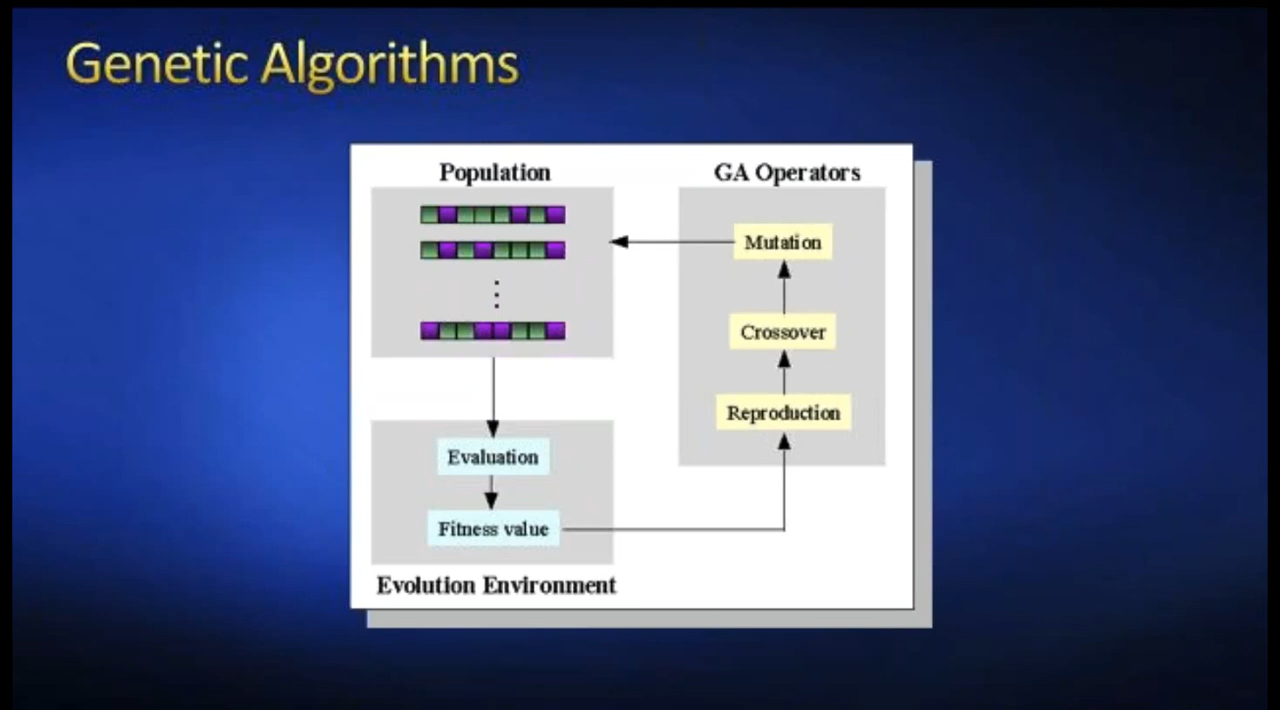 Genetic Algorithms
Population
GA Operators
Mutation
Crossover
Reproduction
Evaluation
Fitness value
Evolution Environment